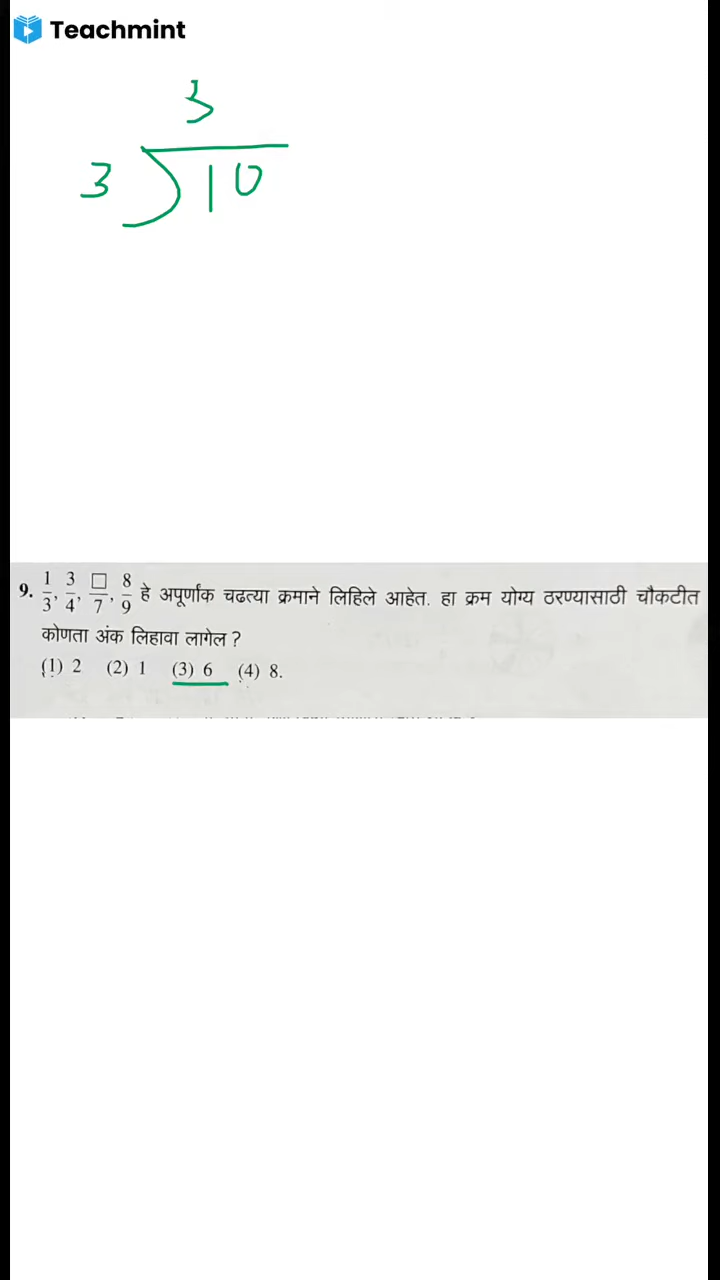 Teachmint
3
3 10
9. 1/3, 3/4, □/7, 8/9 हे अपूर्णांक चढत्या क्रमाने लिहिले आहेत. हा क्रम योग्य ठरण्यासाठी चौकटीत
कोणता अंक लिहावा लागेल ?
(1) 2 (2) 1 (3) 6 (4) 8.